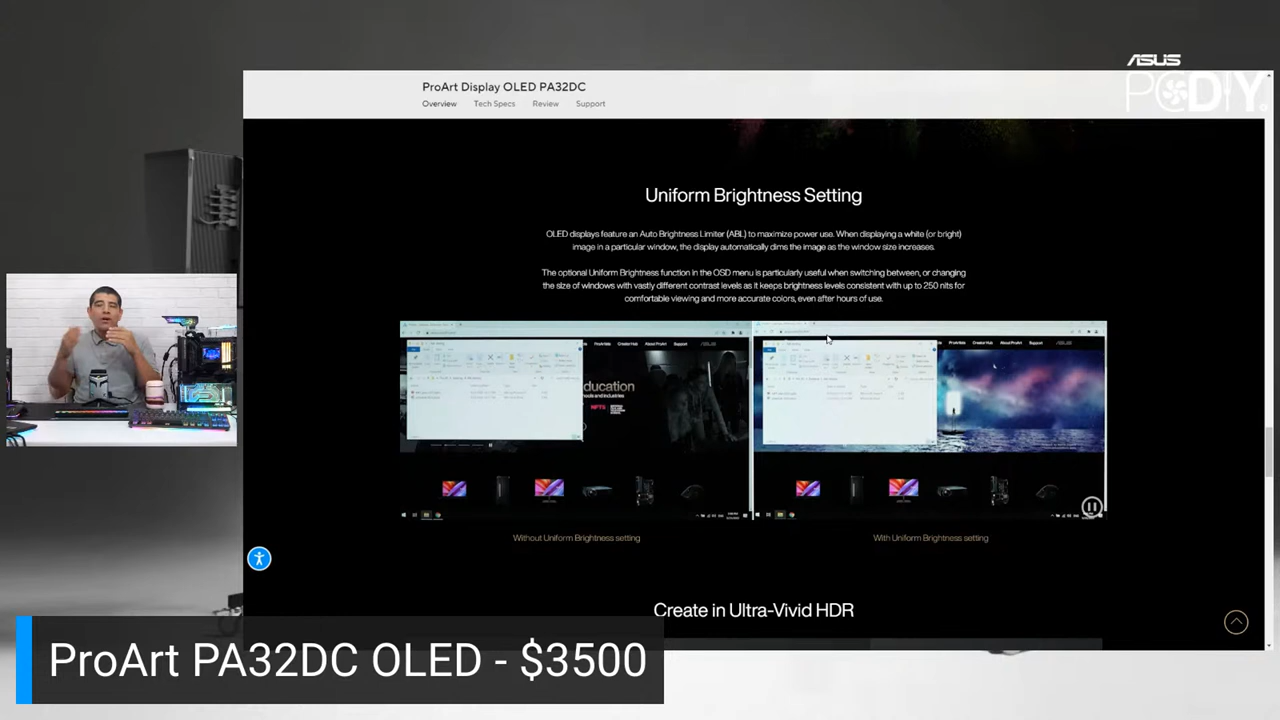 ASUS
PCDIY.
ProArt Display OLED PA32DC
Overview Tech Specs Review Support
Uniform Brightness Setting
OLED displays feature an Auto Brightness Limiter (ABL) to maximize power use. When displaying a white (or bright)
image in a particular window, the display automatically dims the image as the window size increases.
The optional Uniform Brightness function in the OSD menu is particularly useful when switching between, or changing
the size of windows with vastly different contrast levels as it keeps brightness levels consistent with up to 250 nits for
comfortable viewing and more accurate colors, even after hours of use.
Without Uniform Brightness setting
With Uniform Brightness setting
Create in Ultra-Vivid HDR
ProArt PA32DC OLED - $3500